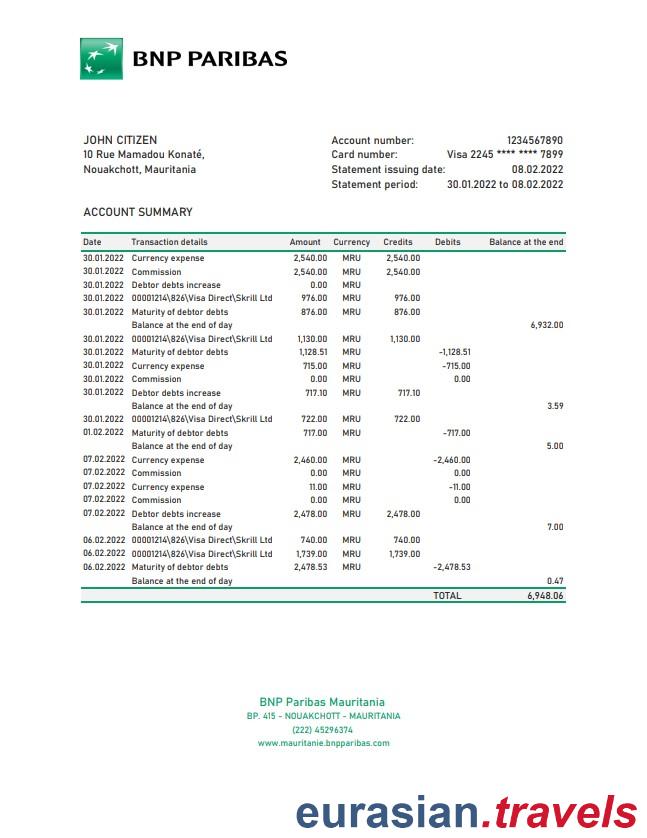 BNP PARIBAS
JOHN CITIZEN
10 Rue Mamadou Konaté,
Nouakchott, Mauritania
Account number: 1234567890
Card number: Visa 2245 **** **** 7899
Statement issuing date: 08.02.2022
Statement period: 30.01.2022 to 08.02.2022
ACCOUNT SUMMARY
Date Transaction details Amount Currency Credits Debits Balance at the end
30.01.2022 Currency expense 2,540.00 MRU 2,540.00
30.01.2022 Commission 2,540.00 MRU 2,540.00
30.01.2022 Debtor debts increase 0.00 MRU
30.01.2022 00001214\826\Visa Direct\Skrill Ltd 976.00 MRU 976.00
30.01.2022 Maturity of debtor debts 876.00 MRU 876.00
Balance at the end of day 6,932.00
30.01.2022 00001214\826\Visa Direct\Skrill Ltd 1,130.00 MRU 1,130.00
30.01.2022 Maturity of debtor debts 1,128.51 MRU -1,128.51
30.01.2022 Currency expense 715.00 MRU -715.00
30.01.2022 Commission 0.00 MRU 0.00
30.01.2022 Debtor debts increase 717.10 MRU 717.10
Balance at the end of day 3.59
30.01.2022 00001214\826\Visa Direct\Skrill Ltd 722.00 MRU 722.00
01.02.2022 Maturity of debtor debts 717.00 MRU -717.00
Balance at the end of day 5.00
07.02.2022 Currency expense 2,460.00 MRU -2,460.00
07.02.2022 Commission 0.00 MRU 0.00
07.02.2022 Currency expense 11.00 MRU -11.00
07.02.2022 Commission 0.00 MRU 0.00
07.02.2022 Debtor debts increase 2,478.00 MRU 2,478.00
Balance at the end of day 7.00
06.02.2022 00001214\826\Visa Direct\Skrill Ltd 740.00 MRU 740.00
06.02.2022 00001214\826\Visa Direct\Skrill Ltd 1,739.00 MRU 1,739.00
06.02.2022 Maturity of debtor debts 2,478.53 MRU -2,478.53
Balance at the end of day 0.47
TOTAL 6,948.06
BNP Paribas Mauritania
BP. 415 - NOUAKCHOTT - MAURITANIA
(222) 45296374
www.mauritanie.bnpparibas.com
eurasian.travels